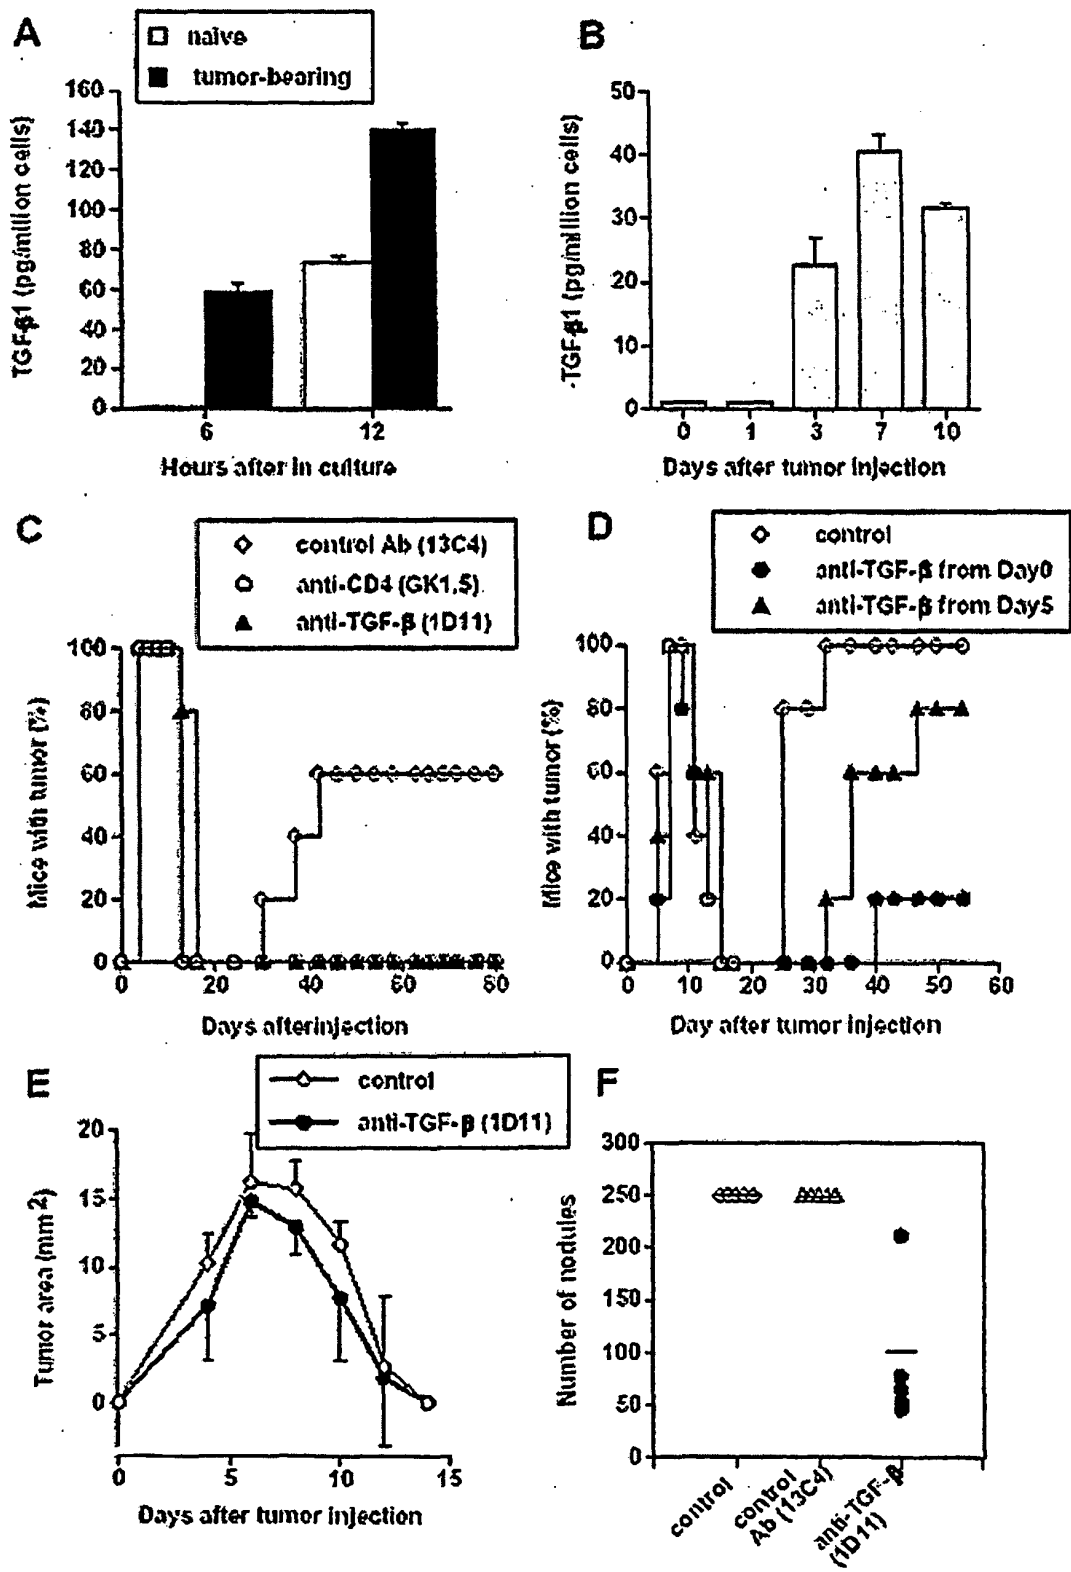 A
naive
tumor-bearing
160
140
120
100
80
60
40
20
0
TGF-β1 (pg/million cells)
6
12
Hours after in culture
B
50
40
30
20
10
0
TGF-β1 (pg/million cells)
0 1 3 7 10
Days after tumor injection
C
control Ab (13C4)
anti-CD4 (GK1.5)
anti-TGF-β (1D11)
100
80
60
40
20
0
Mice with tumor (%)
0 20 40 60 80
Days afterinjection
D
control
anti-TGF-β from Day0
anti-TGF-β from Day5
100
80
60
40
20
0
Mice with tumor (%)
0 10 20 30 40 50 60
Day after tumor injection
E
control
anti-TGF-β (1D11)
20
15
10
5
0
Tumor area (mm2)
0 5 10 15
Days after tumor injection
F
300
250
200
150
100
50
0
Number of nodules
control
control
Ab (13C4)
anti-TGF-β
(1D11)